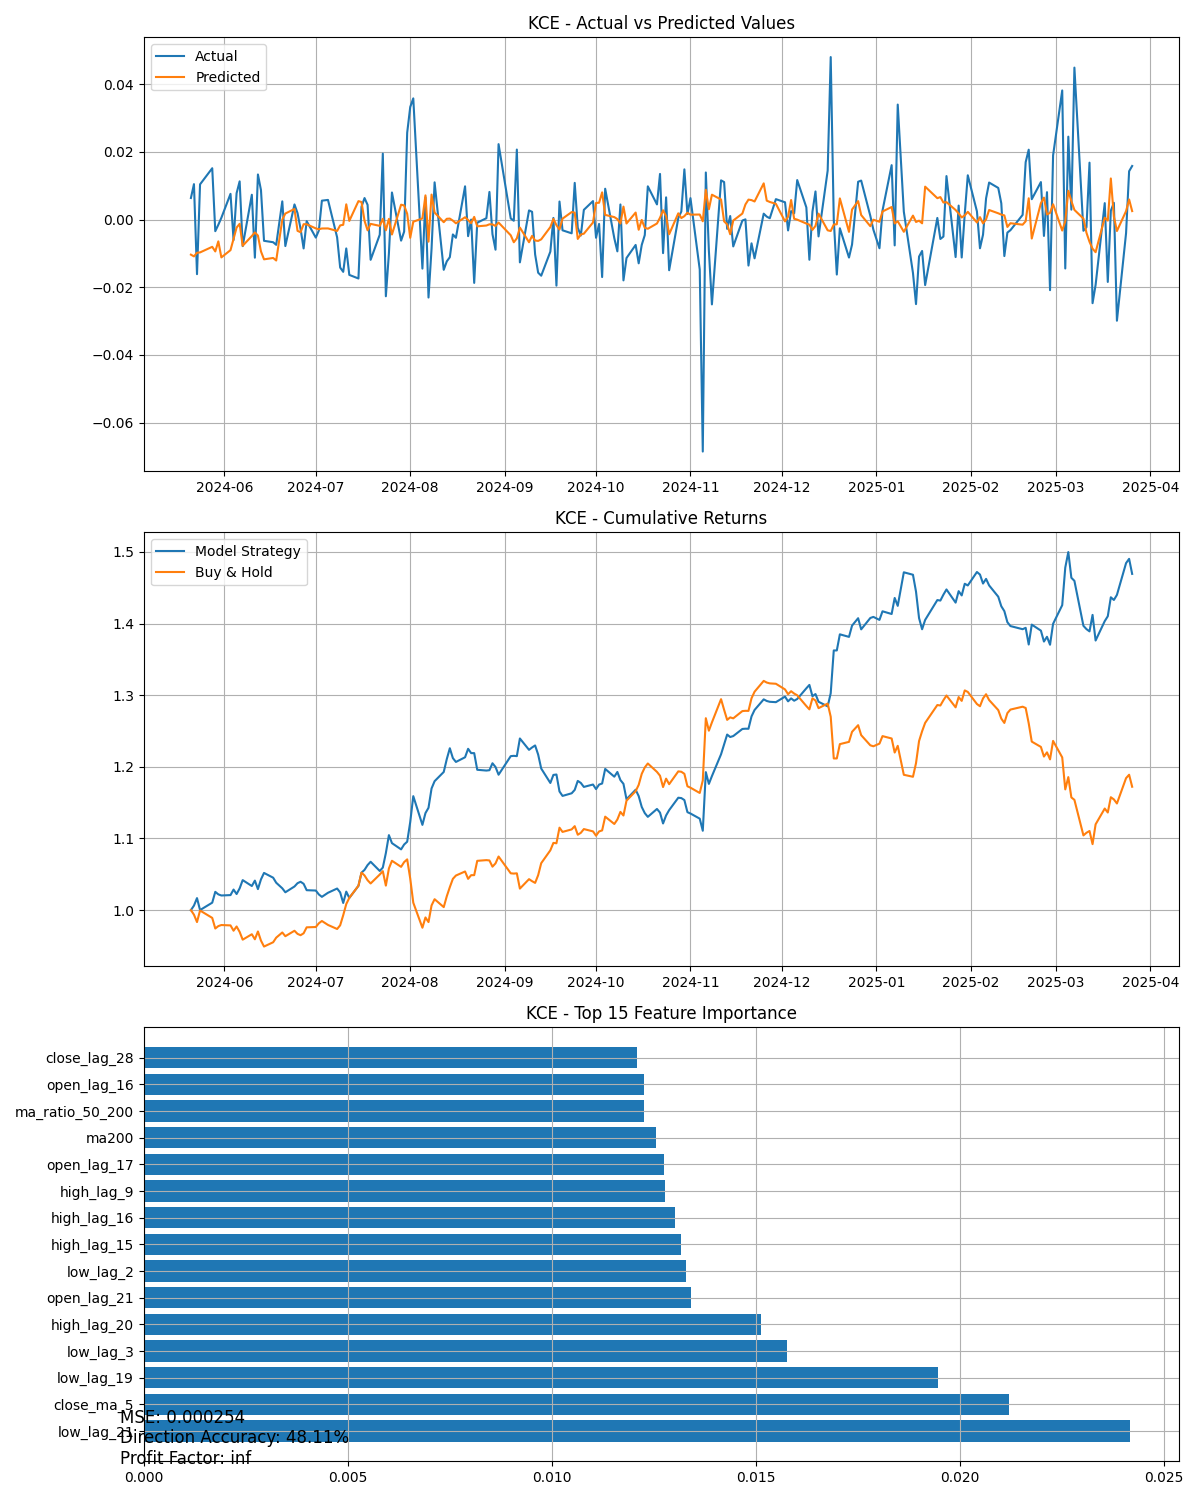 KCE - Actual vs Predicted Values
Actual
Predicted
0.04
0.02
0.00
−0.02
−0.04
−0.06
2024-06 2024-07 2024-08 2024-09 2024-10 2024-11 2024-12 2025-01 2025-02 2025-03 2025-04
KCE - Cumulative Returns
Model Strategy
Buy & Hold
1.5
1.4
1.3
1.2
1.1
1.0
2024-06 2024-07 2024-08 2024-09 2024-10 2024-11 2024-12 2025-01 2025-02 2025-03 2025-04
KCE - Top 15 Feature Importance
close_lag_28
open_lag_16
ma_ratio_50_200
ma200
open_lag_17
high_lag_9
high_lag_16
high_lag_15
low_lag_2
open_lag_21
high_lag_20
low_lag_3
low_lag_19
close_ma_5
MSE: 0.000254
low_lag_21
Direction Accuracy: 48.11%
Profit Factor: inf
0.000 0.005 0.010 0.015 0.020 0.025